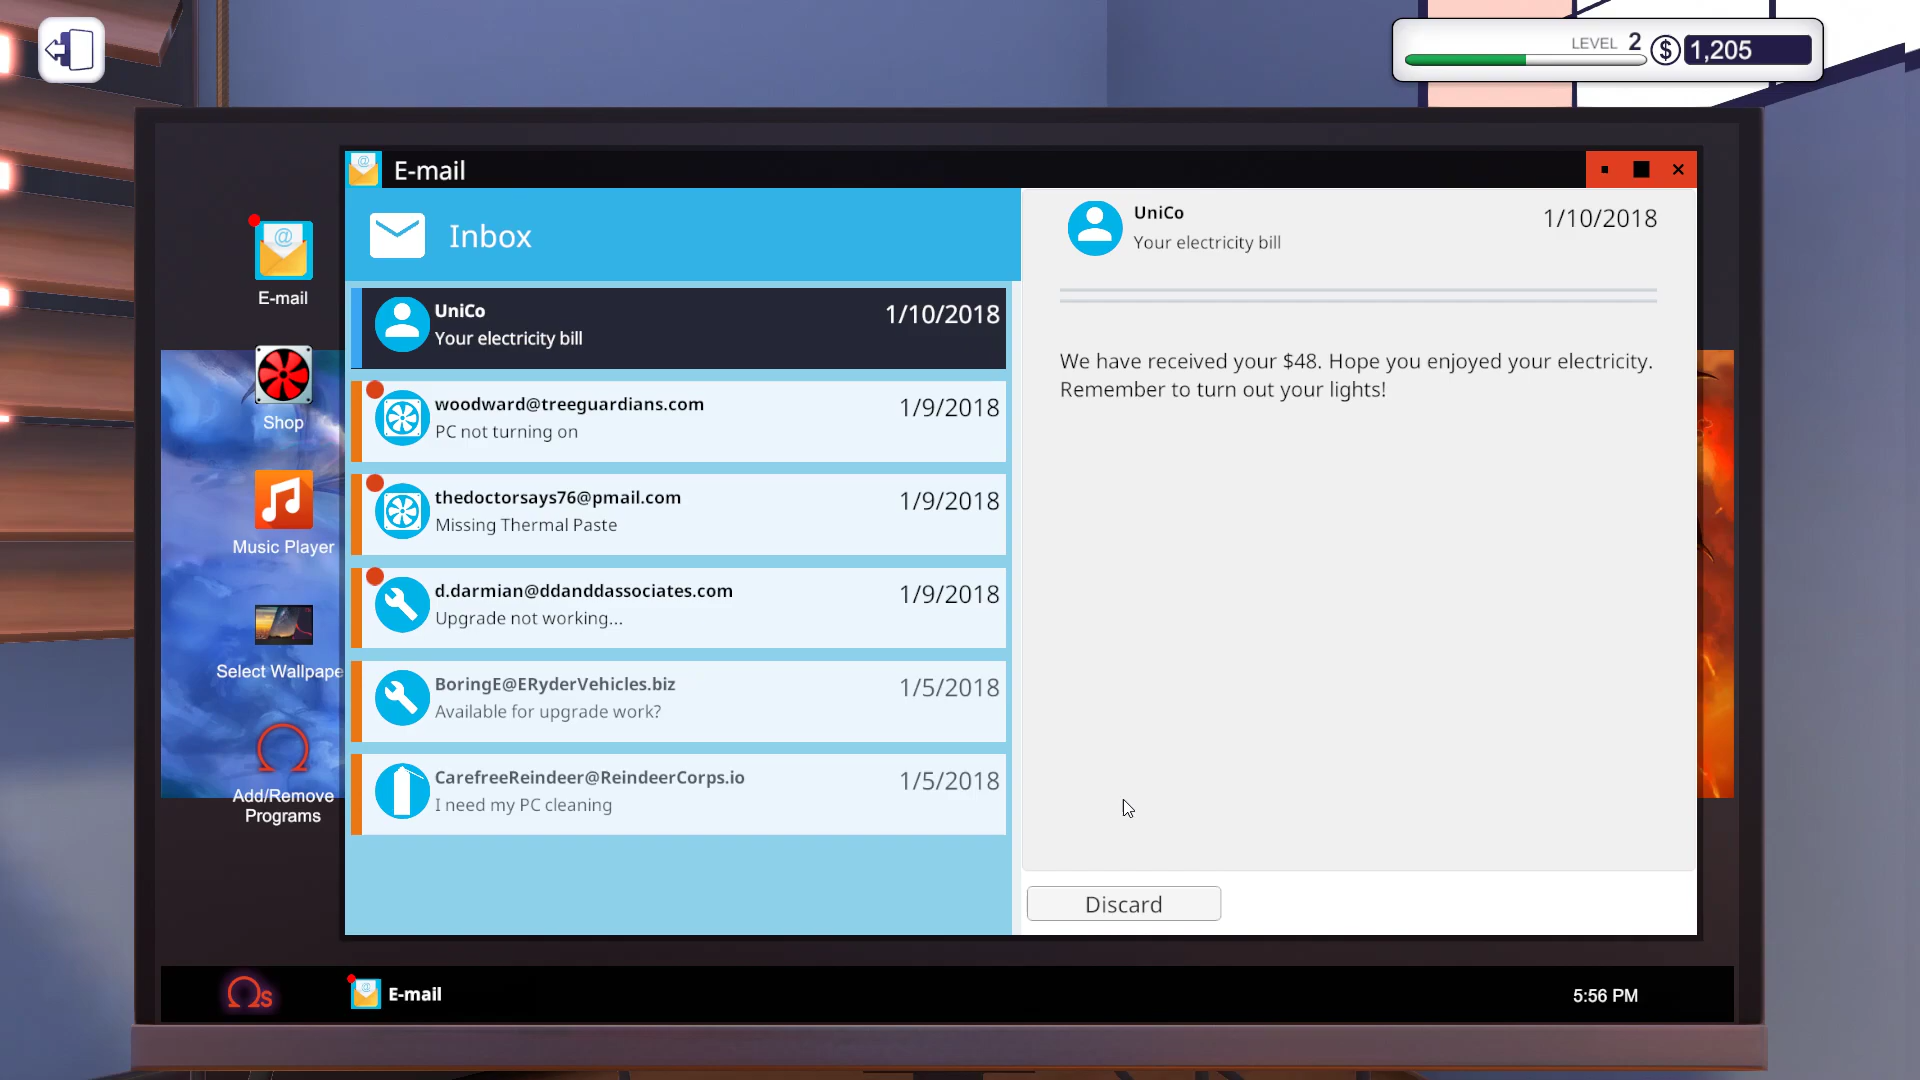 LEVEL 2 $ 1,205
E-mail
Inbox
UniCo
Your electricity bill
1/10/2018
woodward@treeguardians.com
PC not turning on
1/9/2018
thedoctorsays76@pmail.com
Missing Thermal Paste
1/9/2018
d.darmian@ddanddassociates.com
Upgrade not working...
1/9/2018
BoringE@ERyderVehicles.biz
Available for upgrade work?
1/5/2018
CarefreeReindeer@ReindeerCorps.io
I need my PC cleaning
1/5/2018
UniCo
Your electricity bill
1/10/2018
We have received your $48. Hope you enjoyed your electricity.
Remember to turn out your lights!
Discard
E-mail
Shop
Music Player
Select Wallpape
Add/Remove
Programs
Ωs
E-mail
5:56 PM